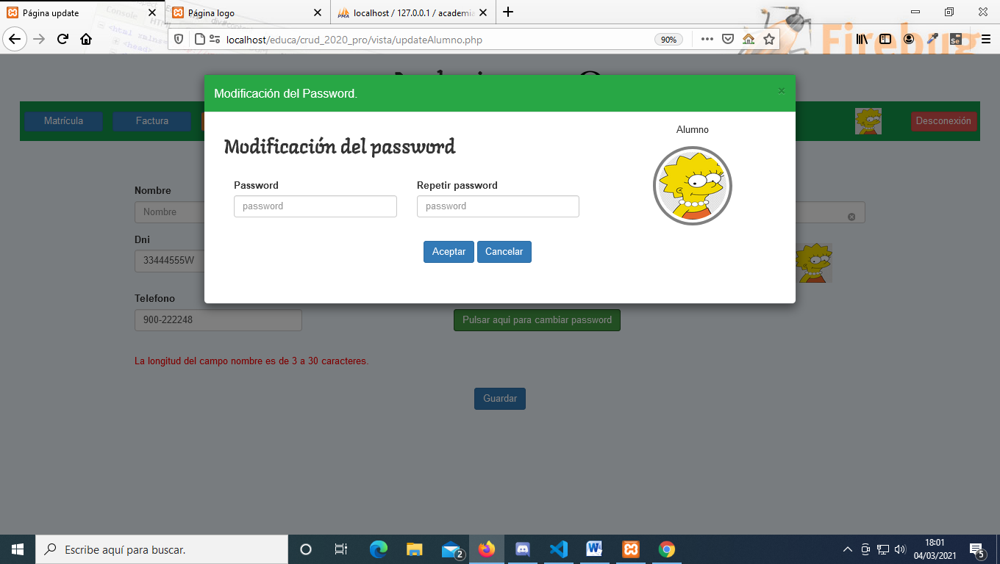 Página update
Página logo
localhost / 127.0.0.1 / academia
localhost/educa/crud_2020_pro/vista/updateAlumno.php
90%
Firebug
Modificación del Password.
×
Matrícula
Factura
Desconexión
Alumno
Modificación del password
Password
Repetir password
password
password
Aceptar
Cancelar
Nombre
Nombre
Dni
33444555W
Telefono
900-222248
Pulsar aqui para cambiar password
La longitud del campo nombre es de 3 a 30 caracteres.
Guardar
Escribe aquí para buscar.
2
18:01
04/03/2021
5